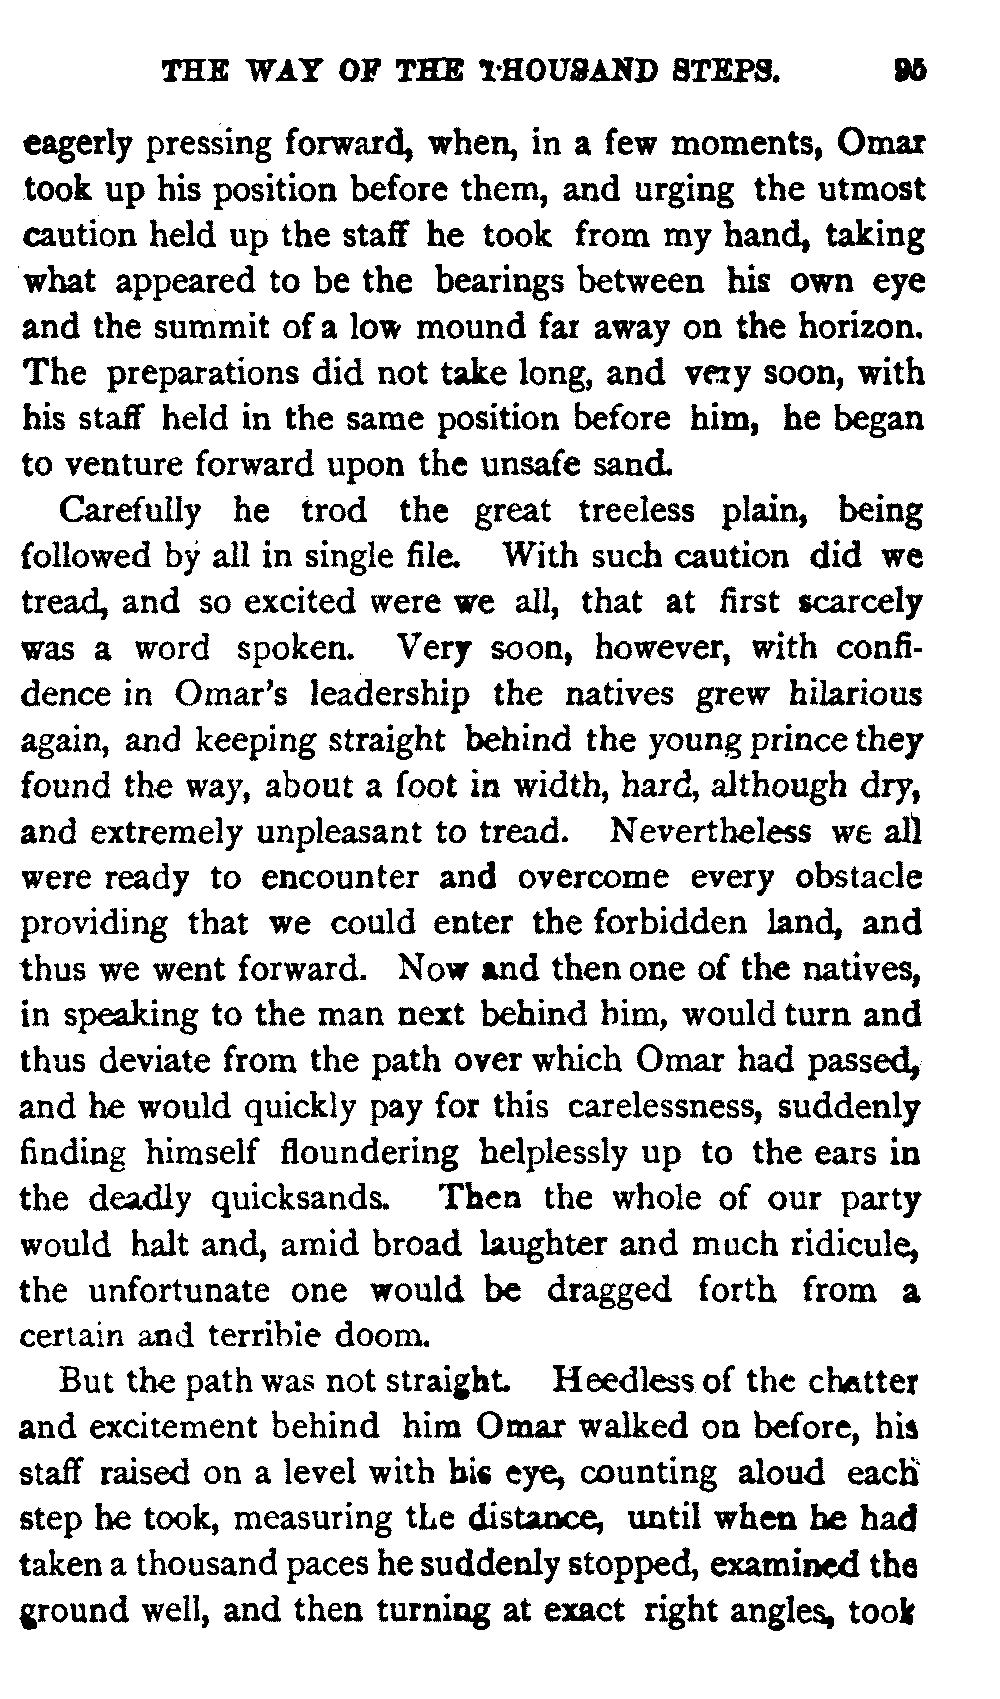 THE WAY OF THE THOUSAND STEPS. 95
eagerly pressing forward, when, in a few moments, Omar
took up his position before them, and urging the utmost
caution held up the staff he took from my hand, taking
what appeared to be the bearings between his own eye
and the summit of a low mound far away on the horizon.
The preparations did not take long, and very soon, with
his staff held in the same position before him, he began
to venture forward upon the unsafe sand.
Carefully he trod the great treeless plain, being
followed by all in single file. With such caution did we
tread, and so excited were we all, that at first scarcely
was a word spoken. Very soon, however, with confi-
dence in Omar's leadership the natives grew hilarious
again, and keeping straight behind the young prince they
found the way, about a foot in width, hard, although dry,
and extremely unpleasant to tread. Nevertheless we all
were ready to encounter and overcome every obstacle
providing that we could enter the forbidden land, and
thus we went forward. Now and then one of the natives,
in speaking to the man next behind him, would turn and
thus deviate from the path over which Omar had passed,
and he would quickly pay for this carelessness, suddenly
finding himself floundering helplessly up to the ears in
the deadly quicksands. Then the whole of our party
would halt and, amid broad laughter and much ridicule,
the unfortunate one would be dragged forth from a
certain and terrible doom.
But the path was not straight. Heedless of the chatter
and excitement behind him Omar walked on before, his
staff raised on a level with his eye, counting aloud each
step he took, measuring the distance, until when he had
taken a thousand paces he suddenly stopped, examined the
ground well, and then turning at exact right angles, took